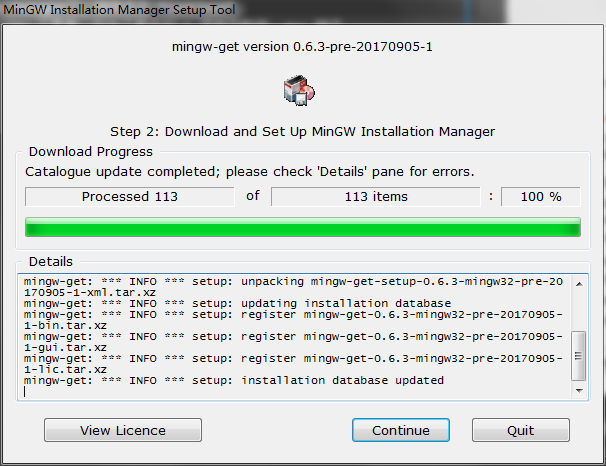 MinGW Installation Manager Setup Tool
mingw-get version 0.6.3-pre-20170905-1
Step 2: Download and Set Up MinGW Installation Manager
Download Progress
Catalogue update completed; please check 'Details' pane for errors.
Processed 113 of 113 items : 100 %
Details
mingw-get: *** INFO *** setup: unpacking mingw-get-setup-0.6.3-mingw32-pre-20
170905-1-xml.tar.xz
mingw-get: *** INFO *** setup: updating installation database
mingw-get: *** INFO *** setup: register mingw-get-0.6.3-mingw32-pre-20170905-
1-bin.tar.xz
mingw-get: *** INFO *** setup: register mingw-get-0.6.3-mingw32-pre-20170905-
1-gui.tar.xz
mingw-get: *** INFO *** setup: register mingw-get-0.6.3-mingw32-pre-20170905-
1-lic.tar.xz
mingw-get: *** INFO *** setup: installation database updated
View Licence Continue Quit